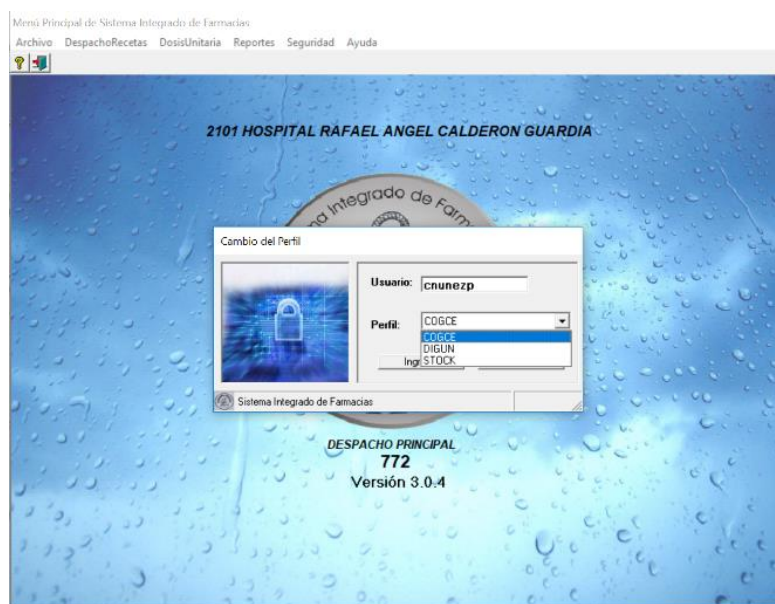 Menú Principal de Sistema Integrado de Farmacias
Archivo DespachoRecetas DosisUnitaria Reportes Seguridad Ayuda
2101 HOSPITAL RAFAEL ANGEL CALDERON GUARDIA
Integrado de
Cambio del Perfil
Usuario: cnunezp
Perfil: COGCE
COGCE
DIGUN
STOCK
Sistema Integrado de Farmacias
DESPACHO PRINCIPAL
772
Versión 3.0.4